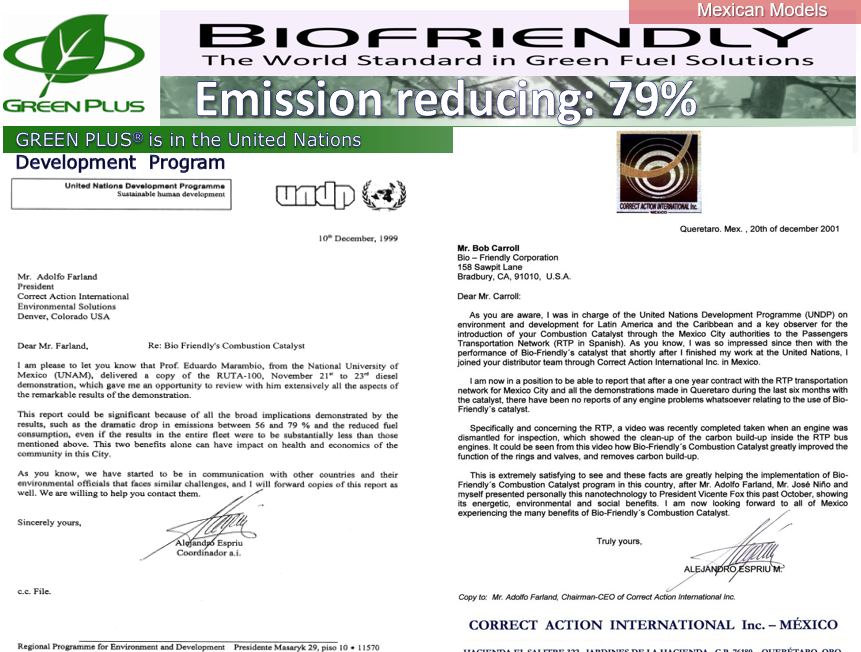 Mexican Models
BIOFRIENDLY
The World Standard in Green Fuel Solutions
GREEN PLUS
Emission reducing: 79%
GREEN PLUS® is in the United Nations
Development Program
United Nations Development Programme
Sustainable human development
undp
10th December, 1999
Mr. Adolfo Farland
President
Correct Action International
Environmental Solutions
Denver, Colorado USA
Dear Mr. Farland, Re: Bio Friendly's Combustion Catalyst
I am please to let you know that Prof. Eduardo Marambio, from the National University of
Mexico (UNAM), delivered a copy of the RUTA-100, November 21st to 23rd diesel
demonstration, which gave me an opportunity to review with him extensively all the aspects of
the remarkable results of the demonstration.
This report could be significant because of all the broad implications demonstrated by the
results, such as the dramatic drop in emissions between 56 and 79 % and the reduced fuel
consumption, even if the results in the entire fleet were to be substantially less than those
mentioned above. This two benefits alone can have impact on health and economics of the
community in this City.
As you know, we have started to be in communication with other countries and their
environmental officials that faces similar challenges, and I will forward copies of this report as
well. We are willing to help you contact them.
Sincerely yours,
Alejandro Espriu
Coordinador a.i.
c.c. File.
Regional Programme for Environment and Development Presidente Masaryk 29, piso 10 • 11570
CORRECT ACTION INTERNATIONAL Inc.
MEXICO
Queretaro. Mex. , 20th of december 2001
Mr. Bob Carroll
Bio – Friendly Corporation
158 Sawpit Lane
Bradbury, CA, 91010, U.S.A.
Dear Mr. Carroll:
As you are aware, I was in charge of the United Nations Development Programme (UNDP) on
environment and development for Latin America and the Caribbean and a key observer for the
introduction of your Combustion Catalyst through the Mexico City authorities to the Passengers
Transportation Network (RTP in Spanish). As you know, I was so impressed since then with the
performance of Bio-Friendly´s catalyst that shortly after I finished my work at the United Nations, I
joined your distributor team through Correct Action International Inc. in Mexico.
I am now in a position to be able to report that after a one year contract with the RTP transportation
network for Mexico City and all the demonstrations made in Queretaro during the last six months with
the catalyst, there have been no reports of any engine problems whatsoever relating to the use of Bio-
Friendly´s catalyst.
Specifically and concerning the RTP, a video was recently completed taken when an engine was
dismantled for inspection, which showed the clean-up of the carbon build-up inside the RTP bus
engines. It could be seen from this video how Bio-Friendly´s Combustion Catalyst greatly improved the
function of the rings and valves, and removes carbon build-up.
This is extremely satisfying to see and these facts are greatly helping the implementation of Bio-
Friendly´s Combustion Catalyst program in this country, after Mr. Adolfo Farland, Mr. José Niño and
myself presented personally this nanotechnology to President Vicente Fox this past October, showing
its energetic, environmental and social benefits. I am now looking forward to all of Mexico
experiencing the many benefits of Bio-Friendly´s Combustion Catalyst.
Truly yours,
ALEJANDRO ESPRIU M.
Copy to: Mr. Adolfo Farland, Chairman-CEO of Correct Action International Inc.
CORRECT ACTION INTERNATIONAL Inc. – MÉXICO